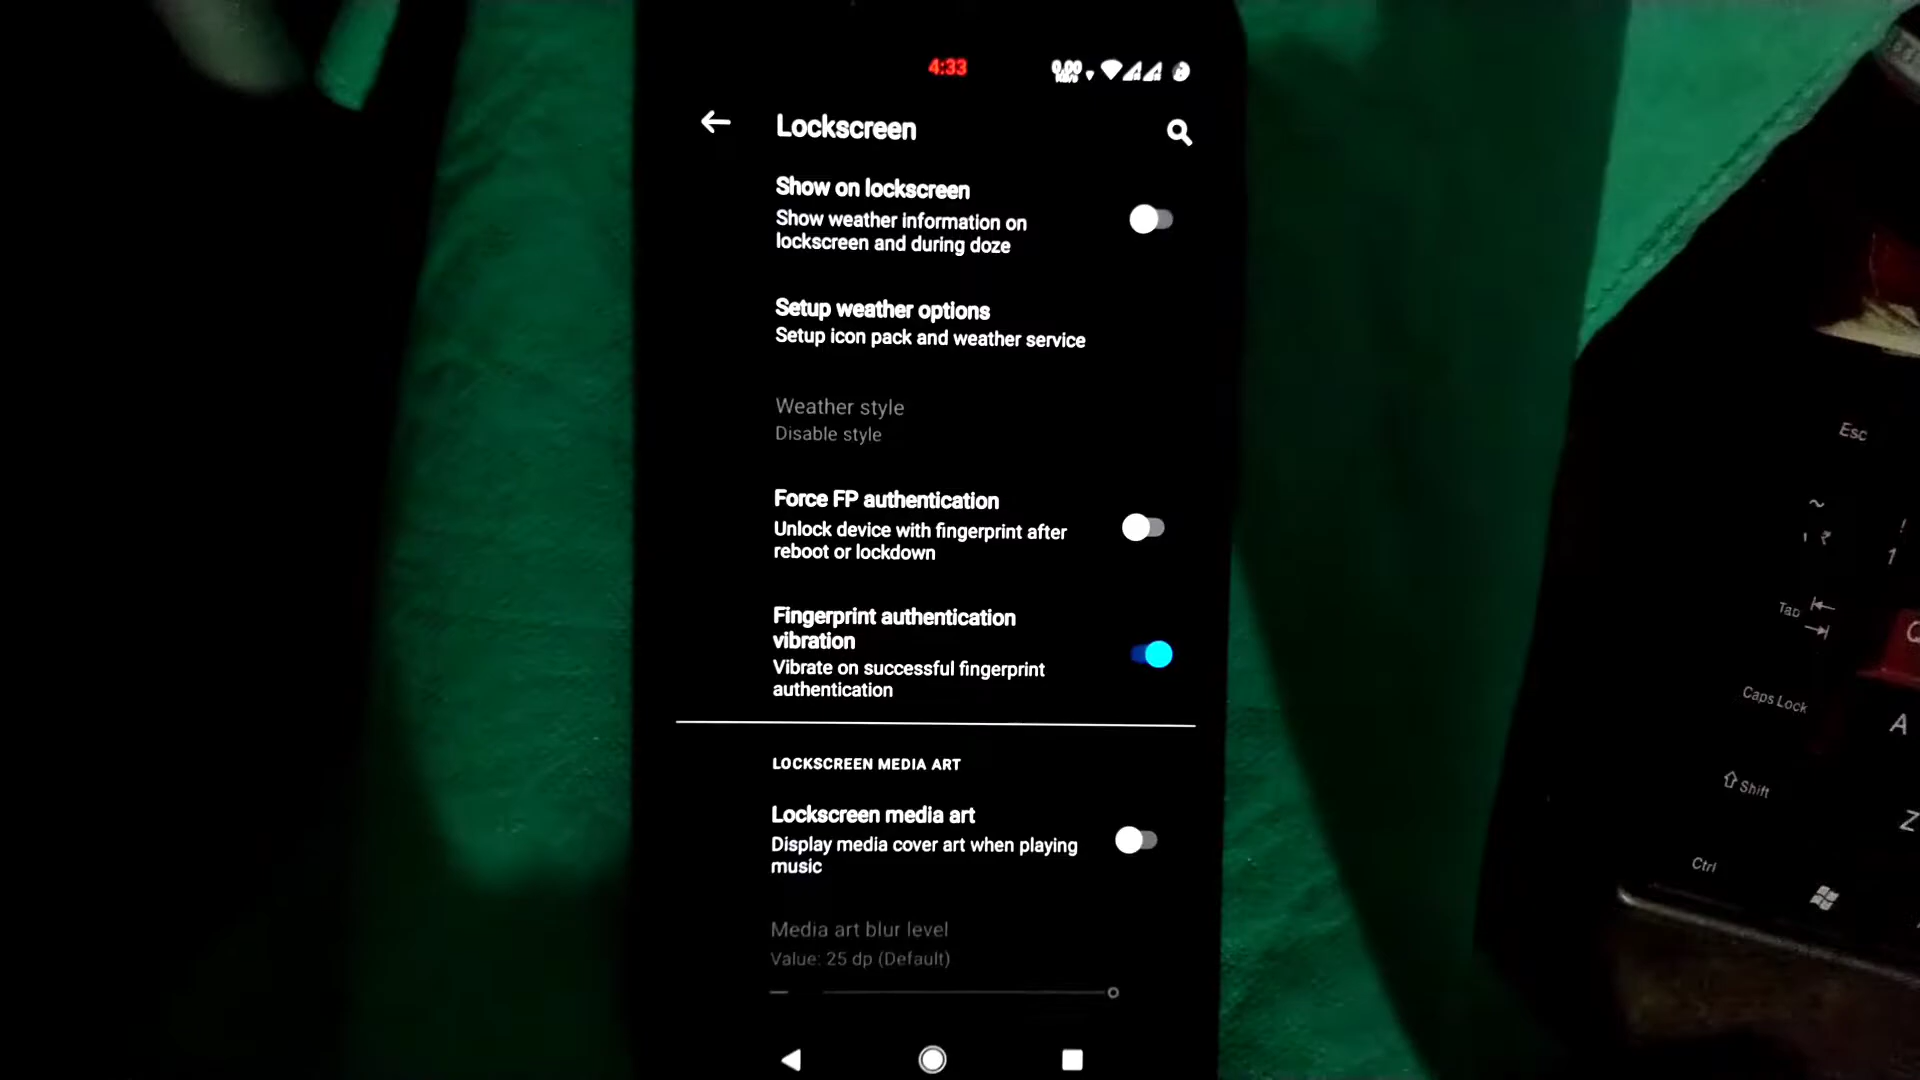 4:33
0.00
Lockscreen
Show on lockscreen
Show weather information on
lockscreen and during doze
Setup weather options
Setup icon pack and weather service
Weather style
Disable style
Force FP authentication
Unlock device with fingerprint after
reboot or lockdown
Fingerprint authentication
vibration
Vibrate on successful fingerprint
authentication
LOCKSCREEN MEDIA ART
Lockscreen media art
Display media cover art when playing
music
Media art blur level
Value: 25 dp (Default)
Esc
~
!
₹
1
Tab
Caps Lock
A
Shift
Z
Ctrl